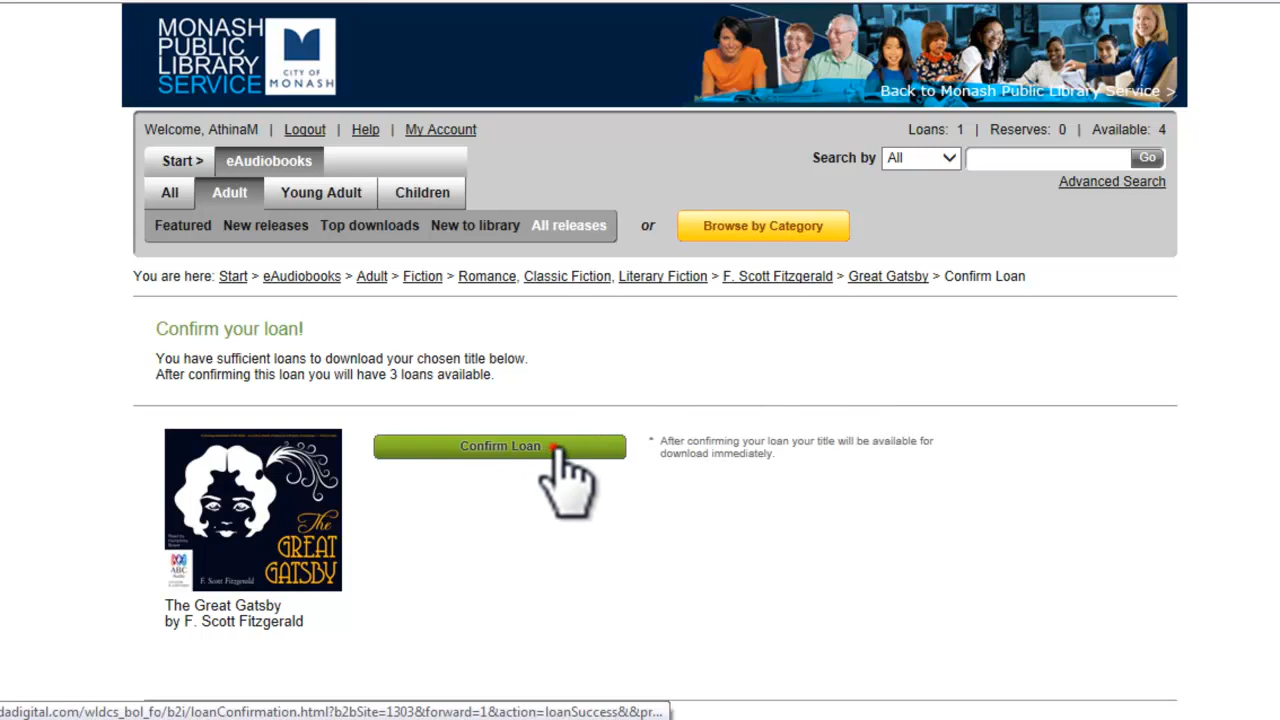 MONASH
PUBLIC
LIBRARY
SERVICE
CITY OF
MONASH
Back to Monash Public Library Service >
Welcome, AthinaM | Logout | Help | My Account
Loans: 1 | Reserves: 0 | Available: 4
Start > eAudiobooks
Search by All Go
All Adult Young Adult Children
Advanced Search
Featured New releases Top downloads New to library All releases or Browse by Category
You are here: Start > eAudiobooks > Adult > Fiction > Romance, Classic Fiction, Literary Fiction > F. Scott Fitzgerald > Great Gatsby > Confirm Loan
Confirm your loan!
You have sufficient loans to download your chosen title below.
After confirming this loan you will have 3 loans available.
Confirm Loan
* After confirming your loan your title will be available for
download immediately.
The
GREAT
GATSBY
ABC
Audio
F. Scott Fitzgerald
The Great Gatsby
by F. Scott Fitzgerald
dadigital.com/wldcs_bol_fo/b2i/loanConfirmation.html?b2bSite=1303&forward=1&action=loanSuccess&&pr...